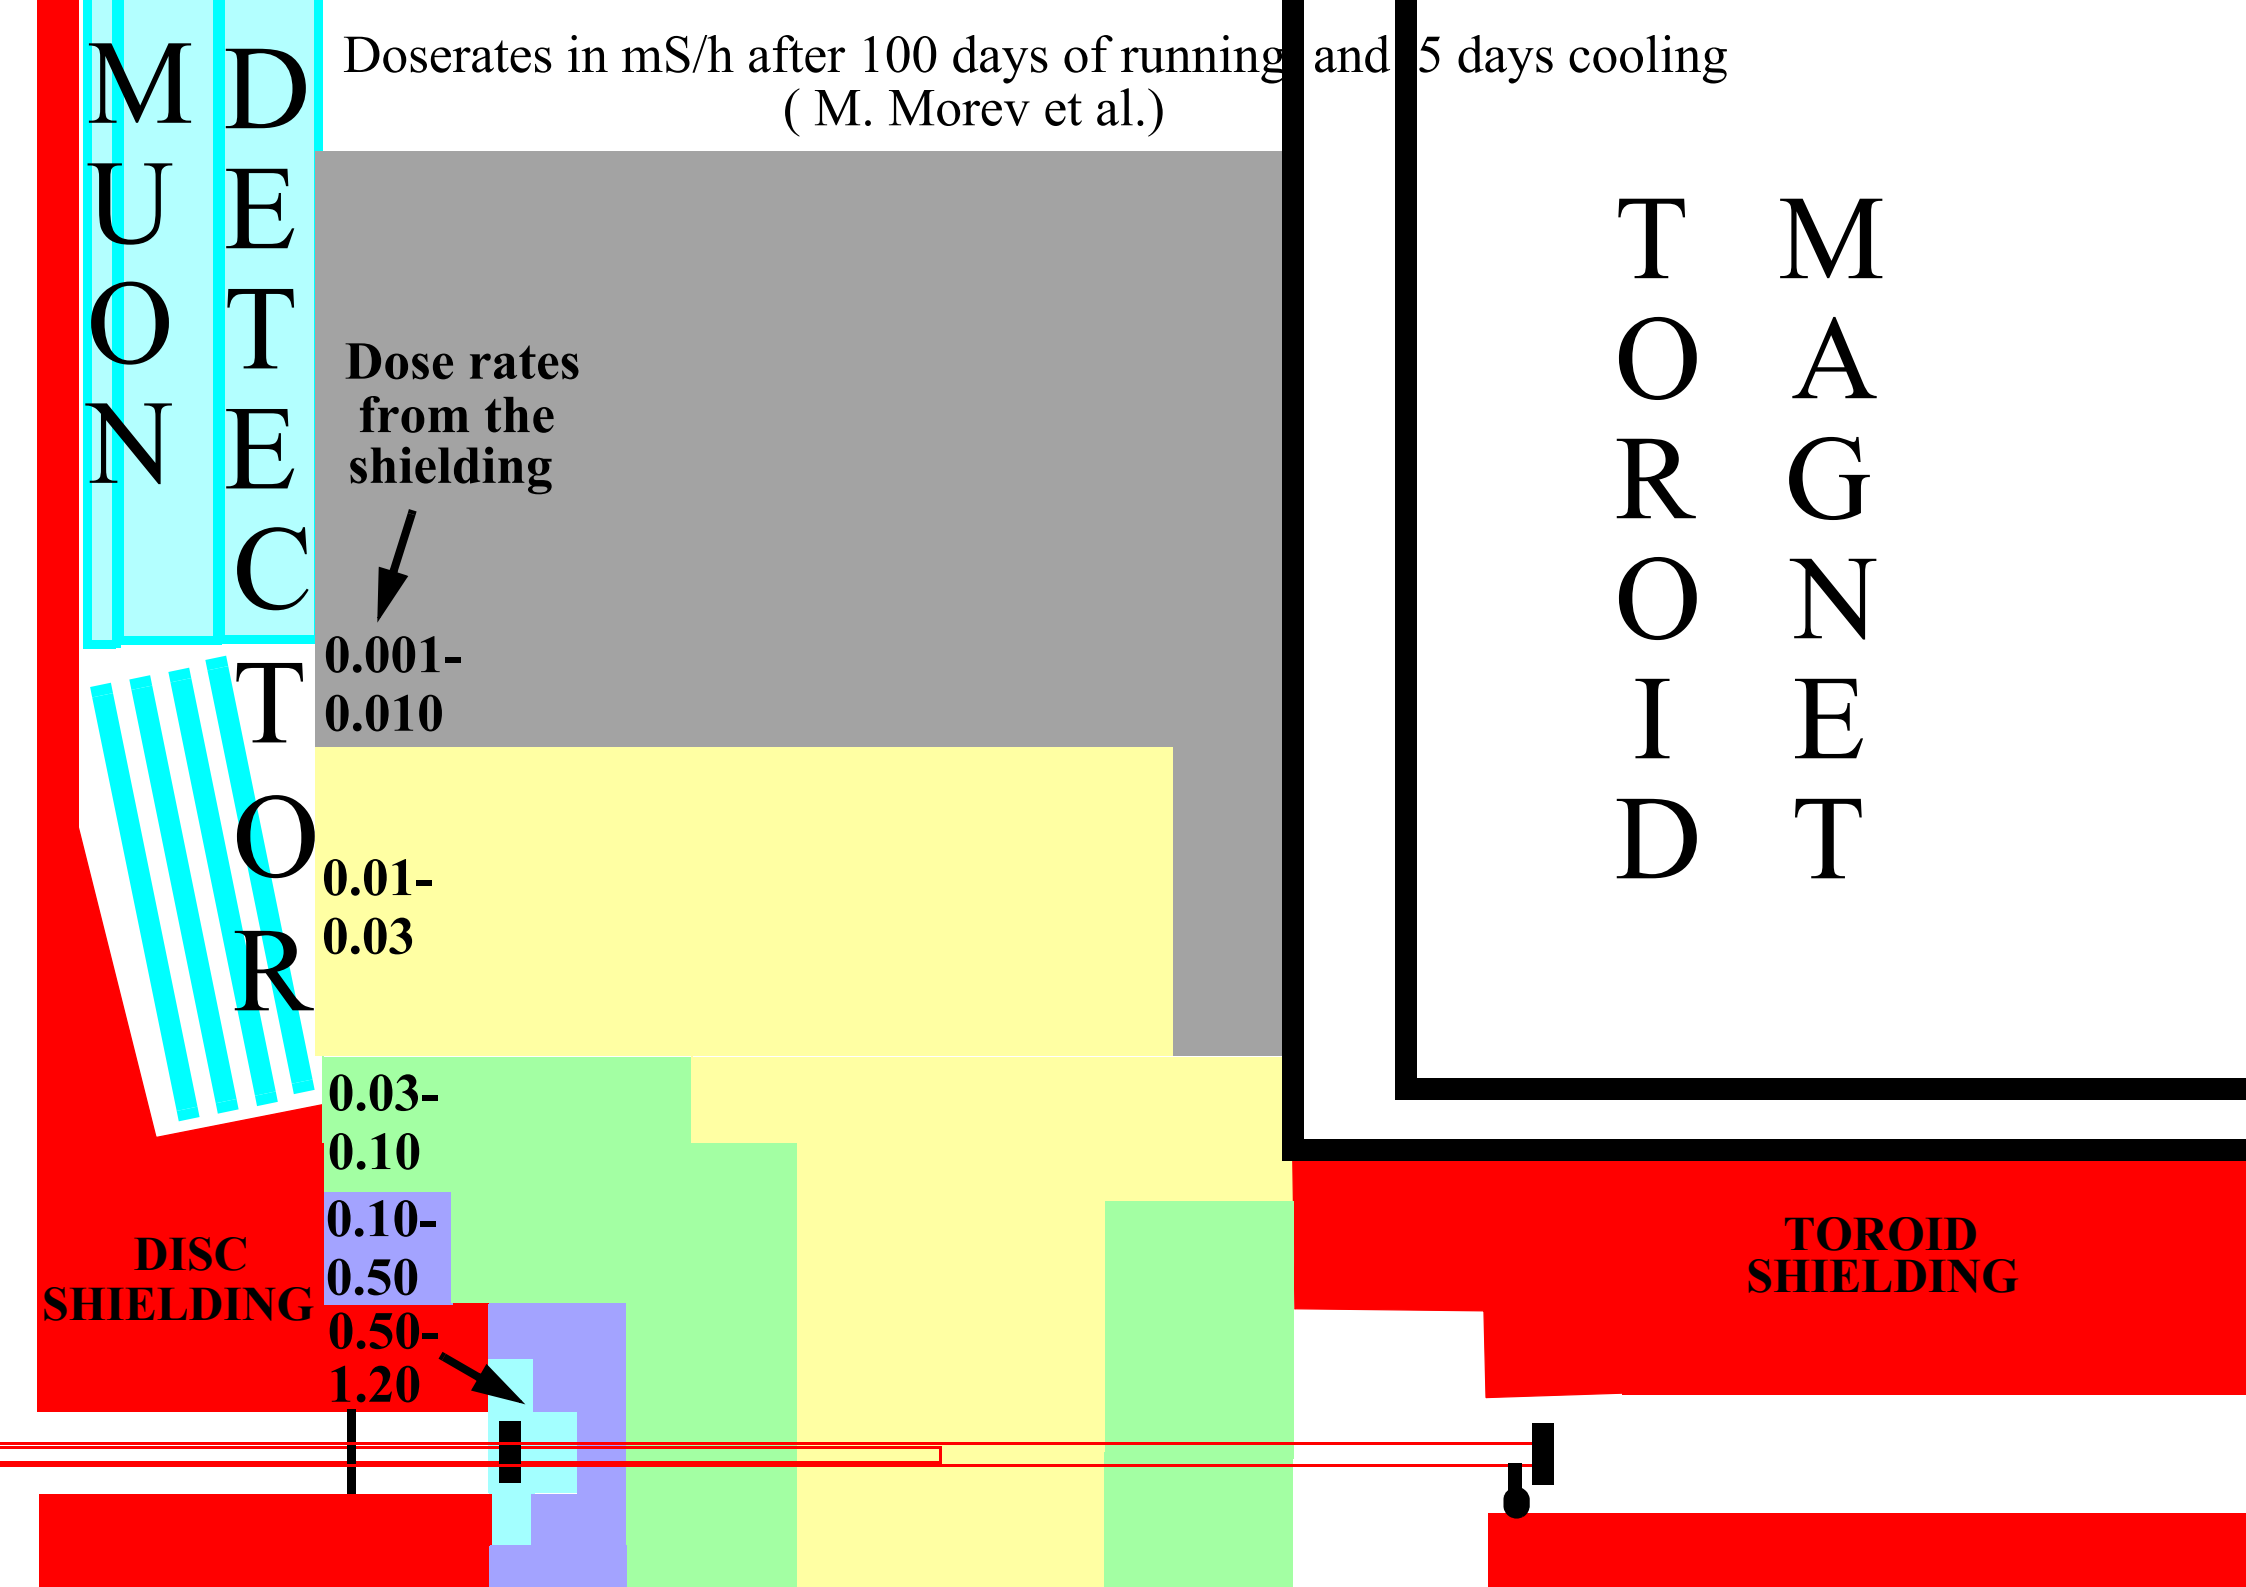 Doserates in mS/h after 100 days of running and 5 days cooling
( M. Morev et al.)
MUON
DETECTOR
TOROID
MAGNET
Dose rates
from the
shielding
0.001-
0.010
0.01-
0.03
0.03-
0.10
0.10-
0.50
0.50-
1.20
DISC
SHIELDING
TOROID
SHIELDING